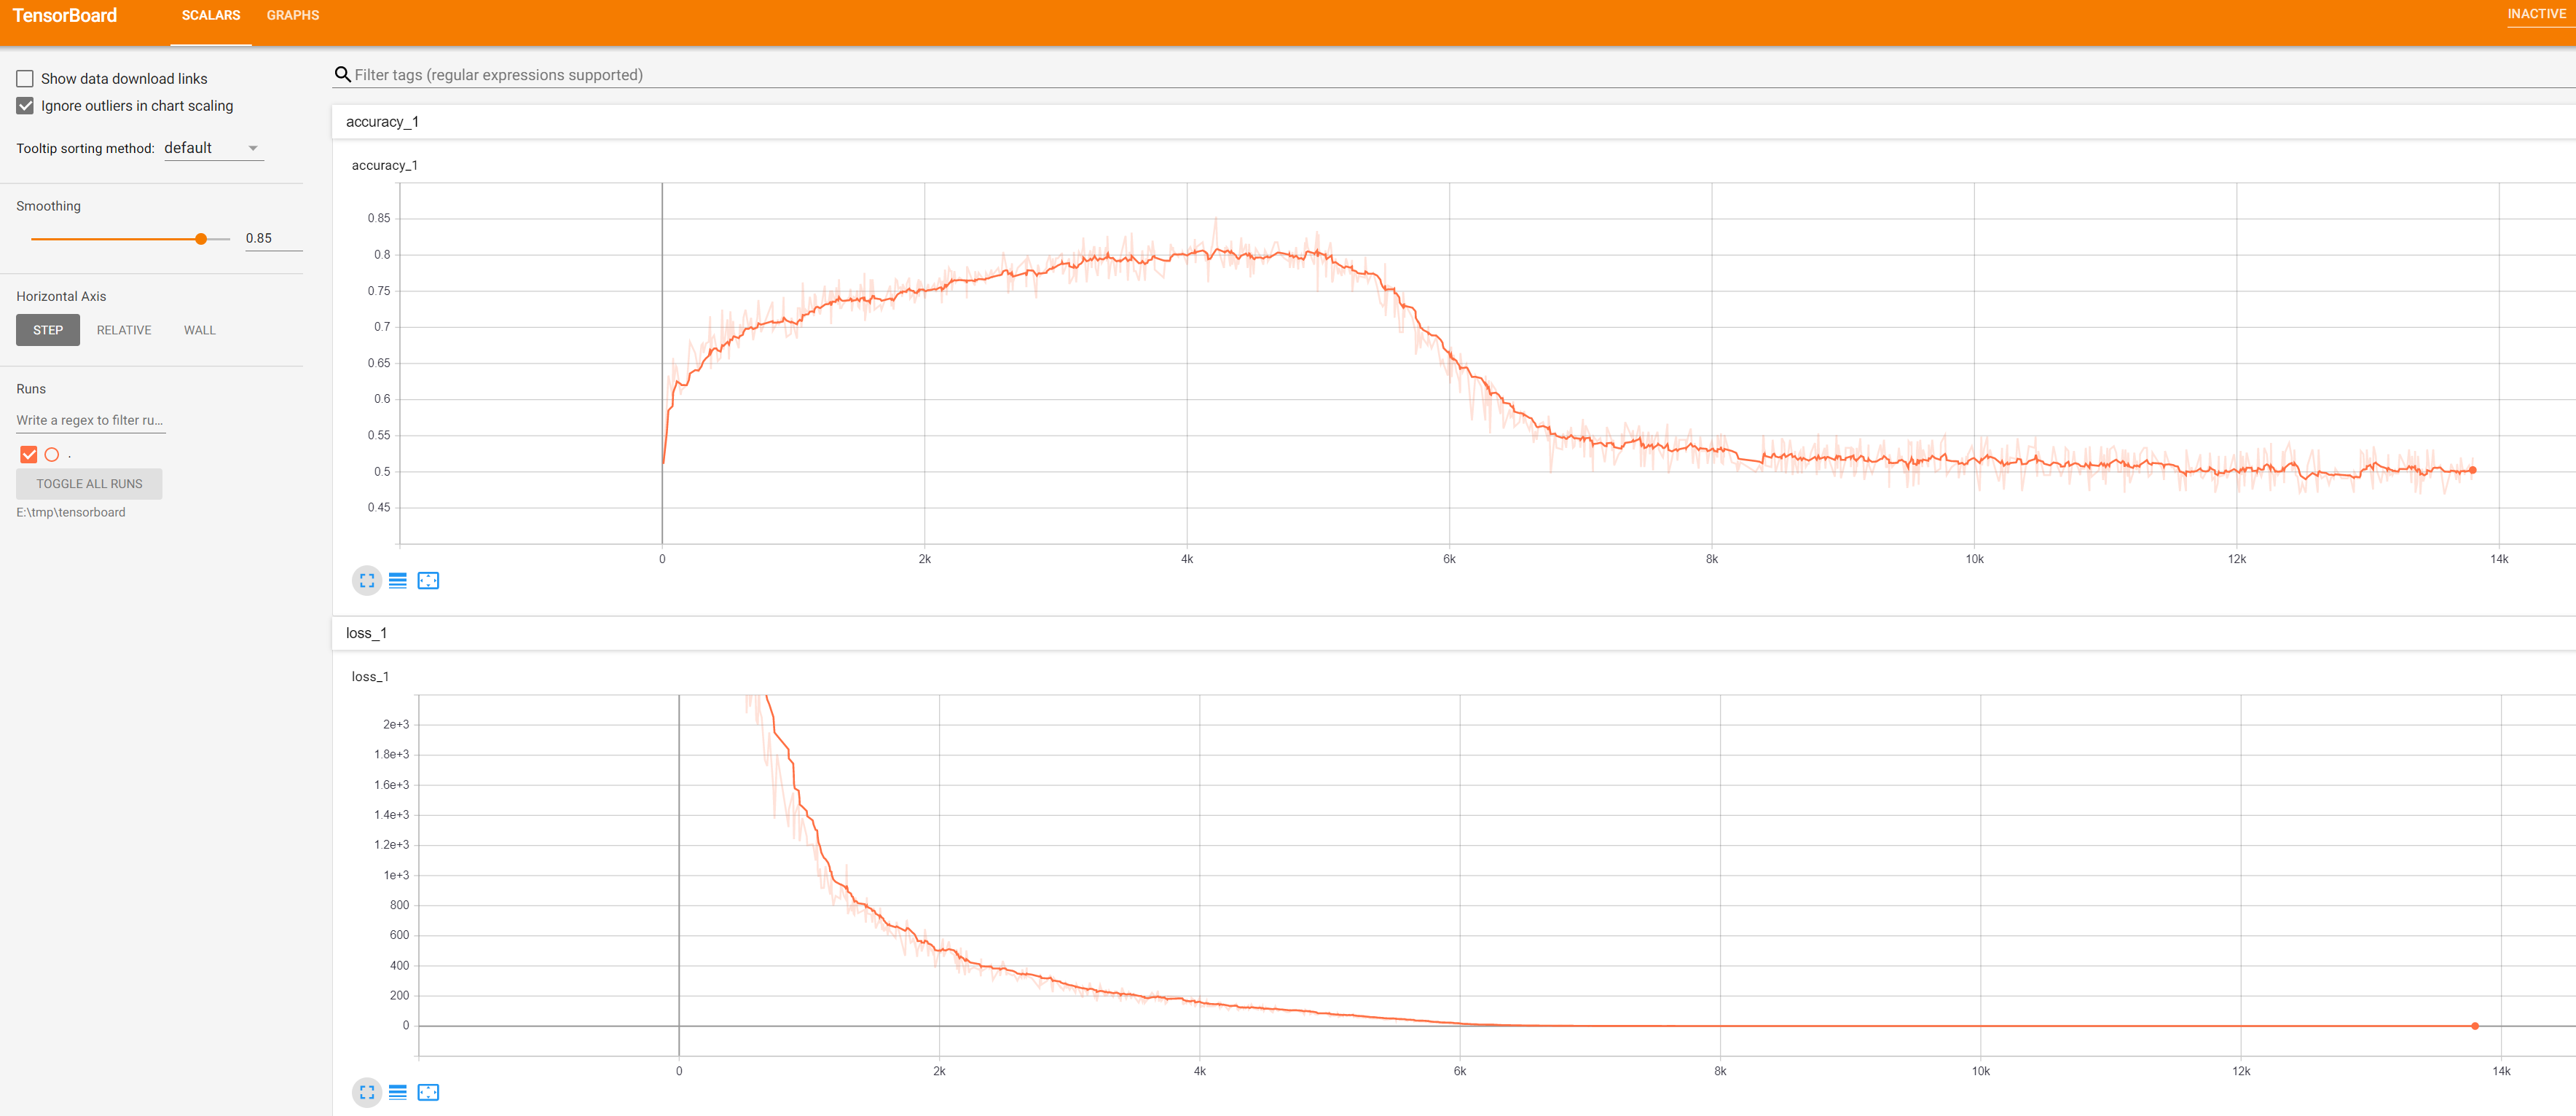 TensorBoard SCALARS GRAPHS INACTIVE
Show data download links
Ignore outliers in chart scaling
Tooltip sorting method: default
Smoothing
0.85
Horizontal Axis
STEP RELATIVE WALL
Runs
Write a regex to filter ru...
.
TOGGLE ALL RUNS
E:\tmp\tensorboard
Filter tags (regular expressions supported)
accuracy_1
accuracy_1
0.85
0.8
0.75
0.7
0.65
0.6
0.55
0.5
0.45
0 2k 4k 6k 8k 10k 12k 14k
loss_1
loss_1
2e+3
1.8e+3
1.6e+3
1.4e+3
1.2e+3
1e+3
800
600
400
200
0
0 2k 4k 6k 8k 10k 12k 14k